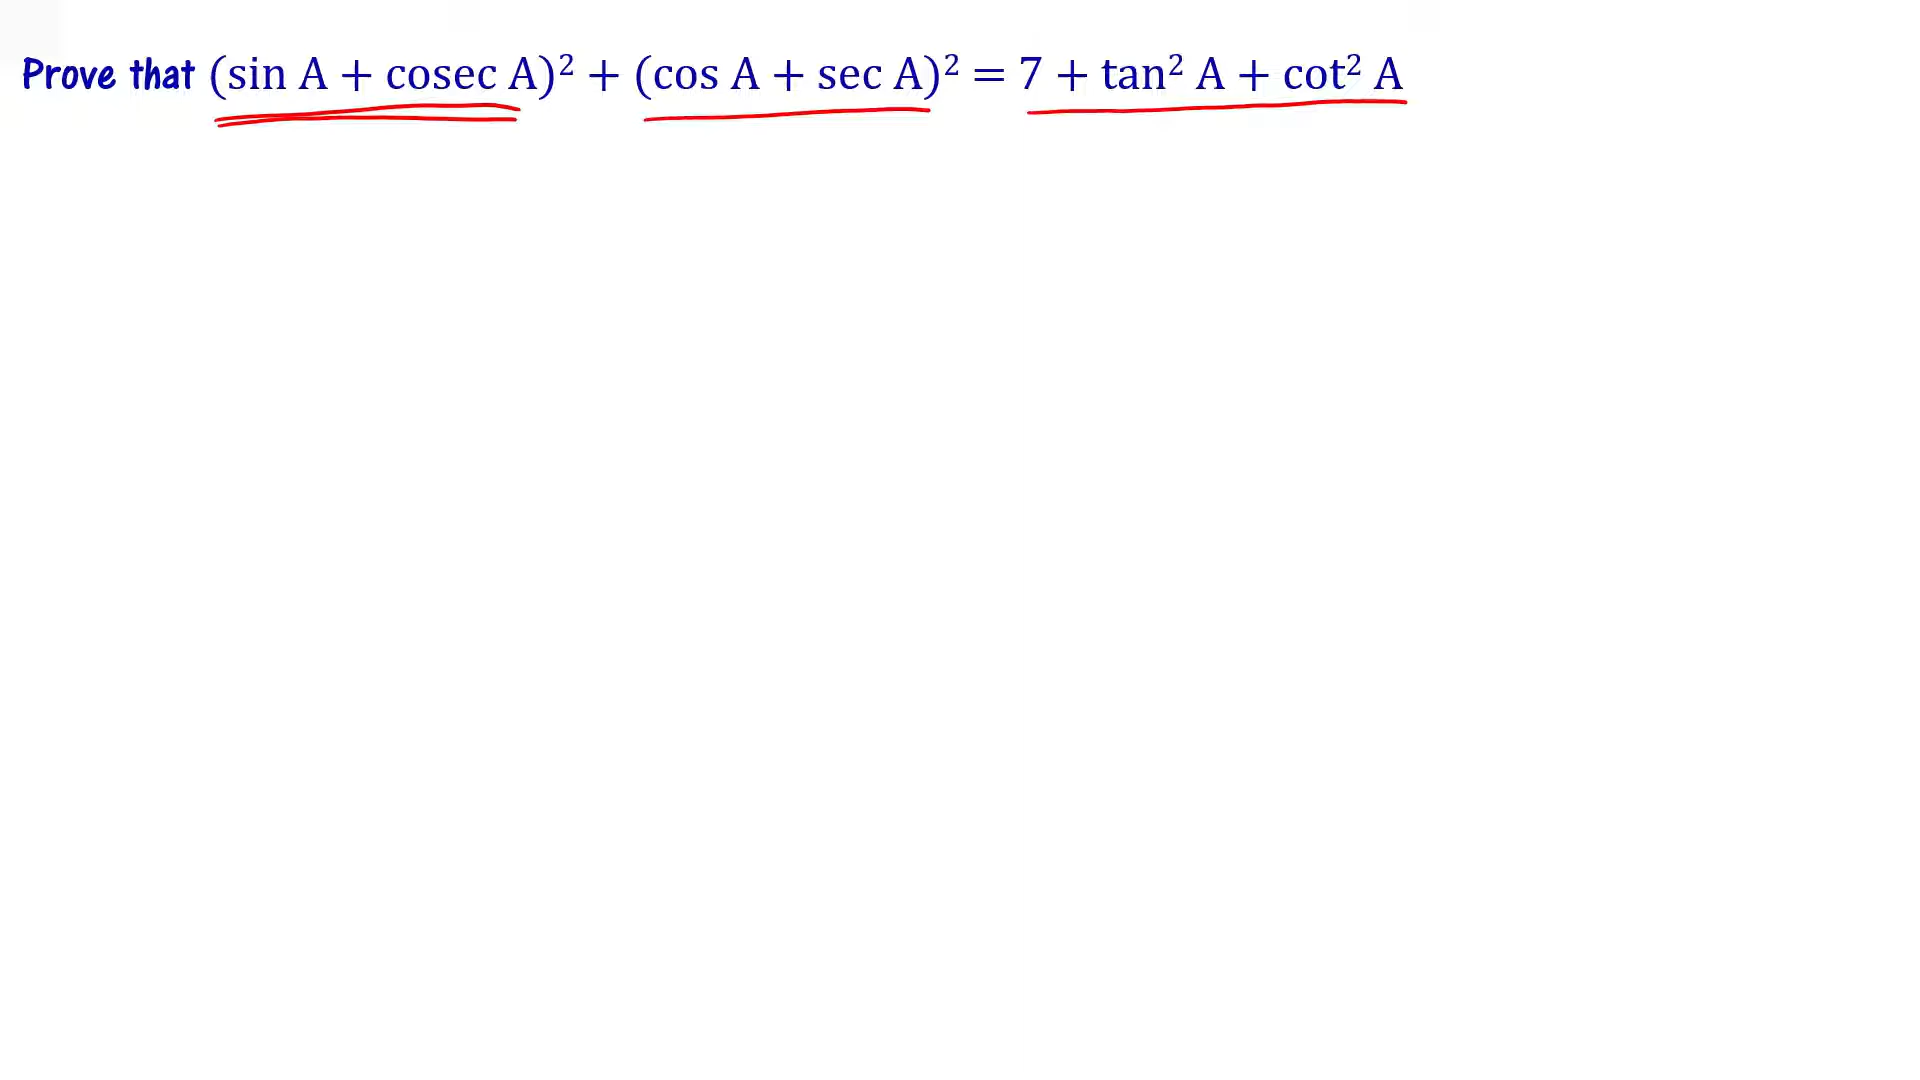 Prove that (sin A + cosec A)² + (cos A + sec A)² = 7 + tan² A + cot² A